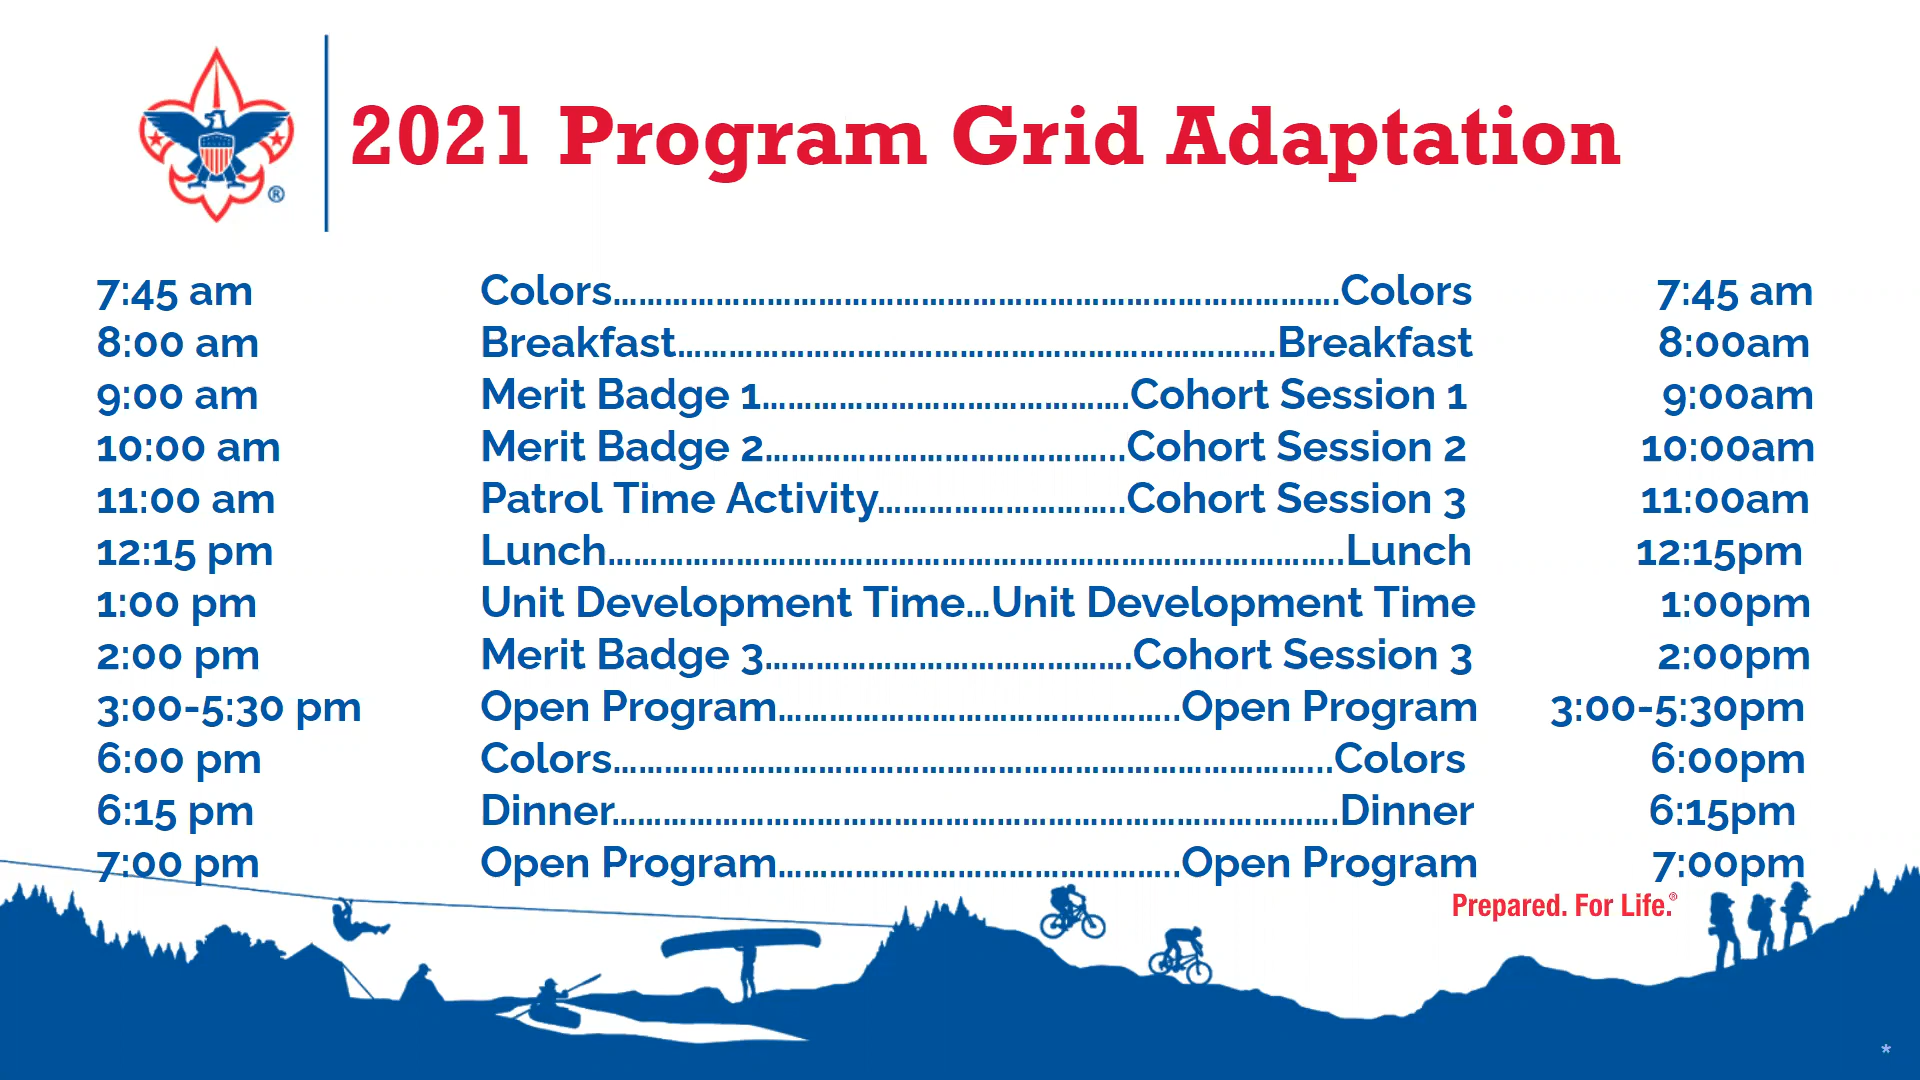 2021 Program Grid Adaptation
7:45 am Colors……………………………………………………………………………….Colors 7:45 am
8:00 am Breakfast………………………………………………………………….Breakfast 8:00am
9:00 am Merit Badge 1……………………………………….Cohort Session 1 9:00am
10:00 am Merit Badge 2……………………………………...Cohort Session 2 10:00am
11:00 am Patrol Time Activity…………………………..Cohort Session 3 11:00am
12:15 pm Lunch……………………………………………………………………………….Lunch 12:15pm
1:00 pm Unit Development Time…Unit Development Time 1:00pm
2:00 pm Merit Badge 3……………………………………….Cohort Session 3 2:00pm
3:00-5:30 pm Open Program…………………………………………..Open Program 3:00-5:30pm
6:00 pm Colors……………………………………………………………………………...Colors 6:00pm
6:15 pm Dinner……………………………………………………………………………….Dinner 6:15pm
7:00 pm Open Program…………………………………………..Open Program 7:00pm
Prepared. For Life.®
®
*